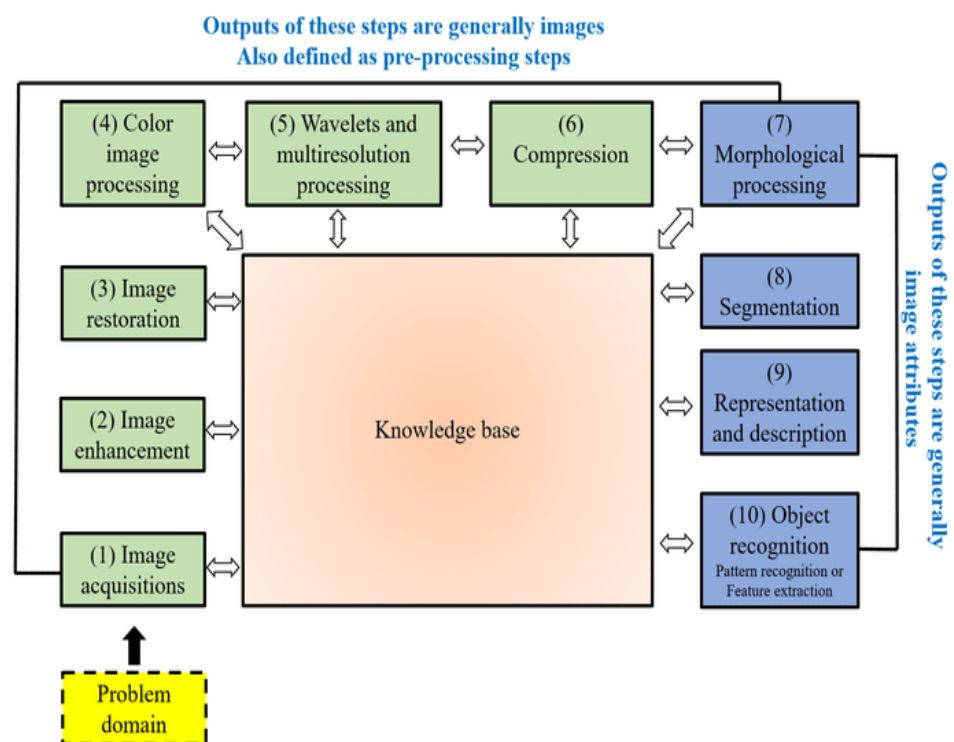 Outputs of these steps are generally images
Also defined as pre-processing steps
(4) Color
image
processing
(5) Wavelets and
multiresolution
processing
(6)
Compression
(7)
Morphological
processing
(3) Image
restoration
(8)
Segmentation
(2) Image
enhancement
Knowledge base
(9)
Representation
and description
(1) Image
acquisitions
(10) Object
recognition
Pattern recognition or
Feature extraction
Outputs of these steps are generally
image attributes
Problem
domain